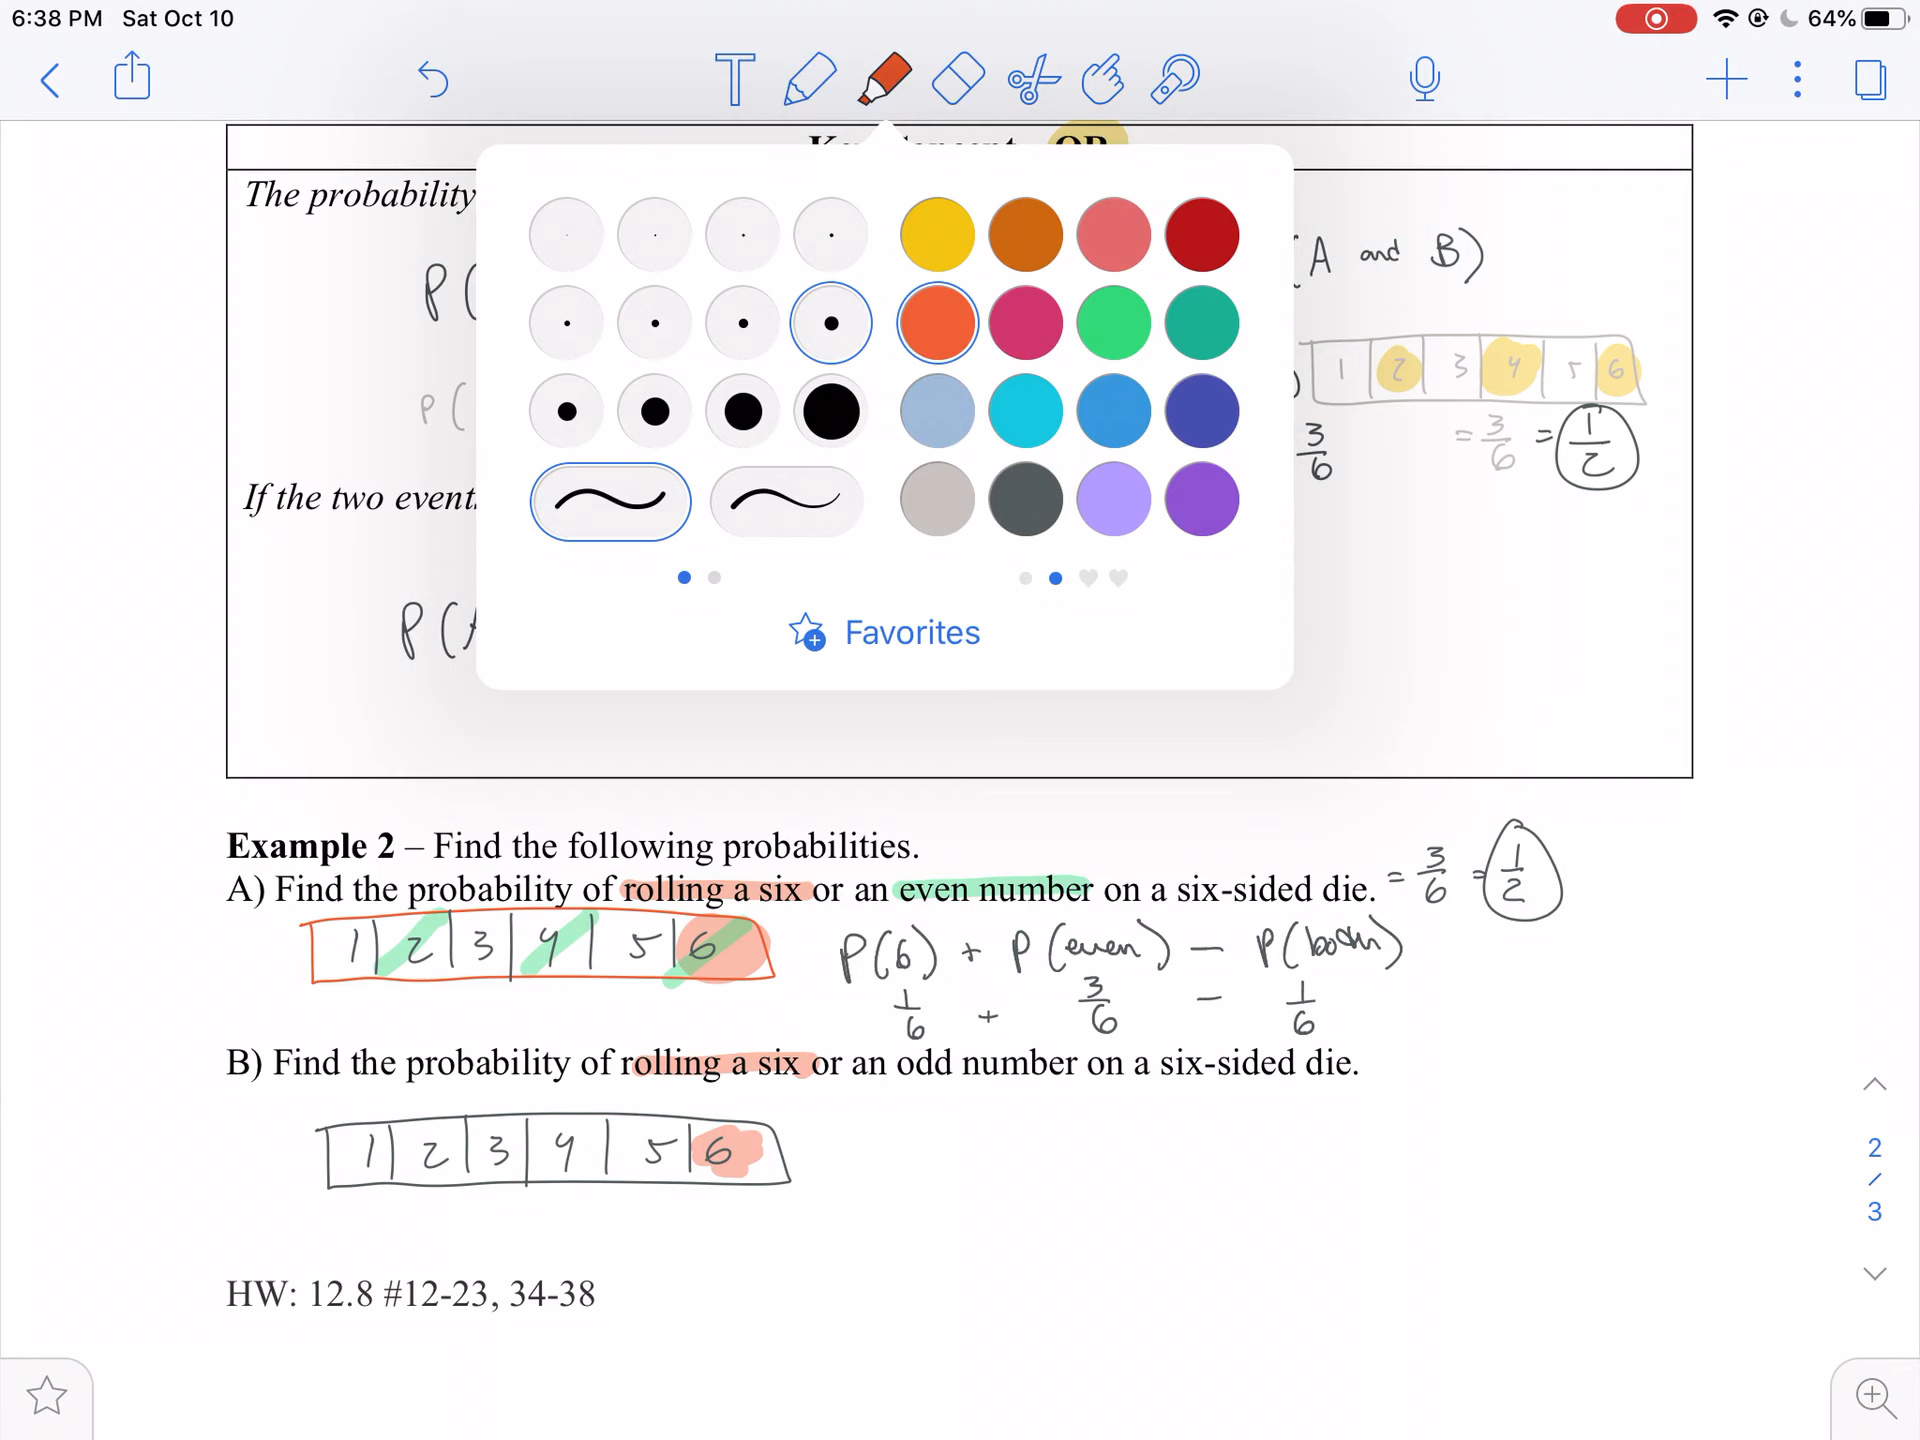 6:38 PM Sat Oct 10 64%
The probability
P(
A and B)
P(
1 2 3 4 5 6
3/6 = 3/6 = 1/2
If the two event
P(A
Favorites
Example 2 – Find the following probabilities.
A) Find the probability of rolling a six or an even number on a six-sided die. = 3/6 = 1/2
1 2 3 4 5 6 P(6) + P(even) – P(both)
1/6 + 3/6 – 1/6
B) Find the probability of rolling a six or an odd number on a six-sided die.
1 2 3 4 5 6
2 / 3
HW: 12.8 #12-23, 34-38